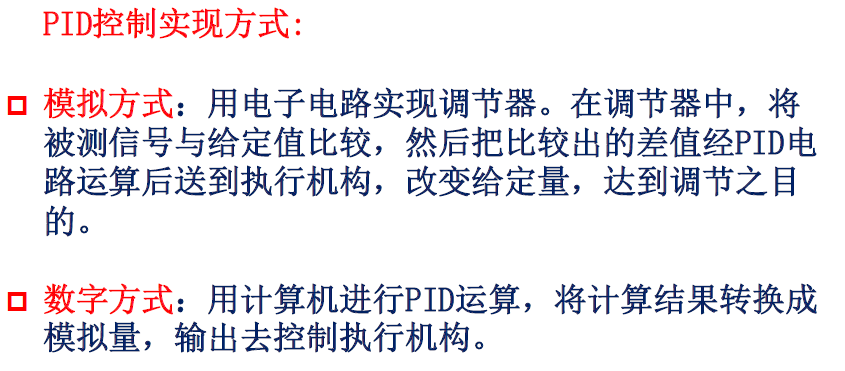 PID控制实现方式:
模拟方式：用电子电路实现调节器。在调节器中，将
被测信号与给定值比较，然后把比较出的差值经PID电
路运算后送到执行机构，改变给定量，达到调节之目
的。
数字方式：用计算机进行PID运算，将计算结果转换成
模拟量，输出去控制执行机构。